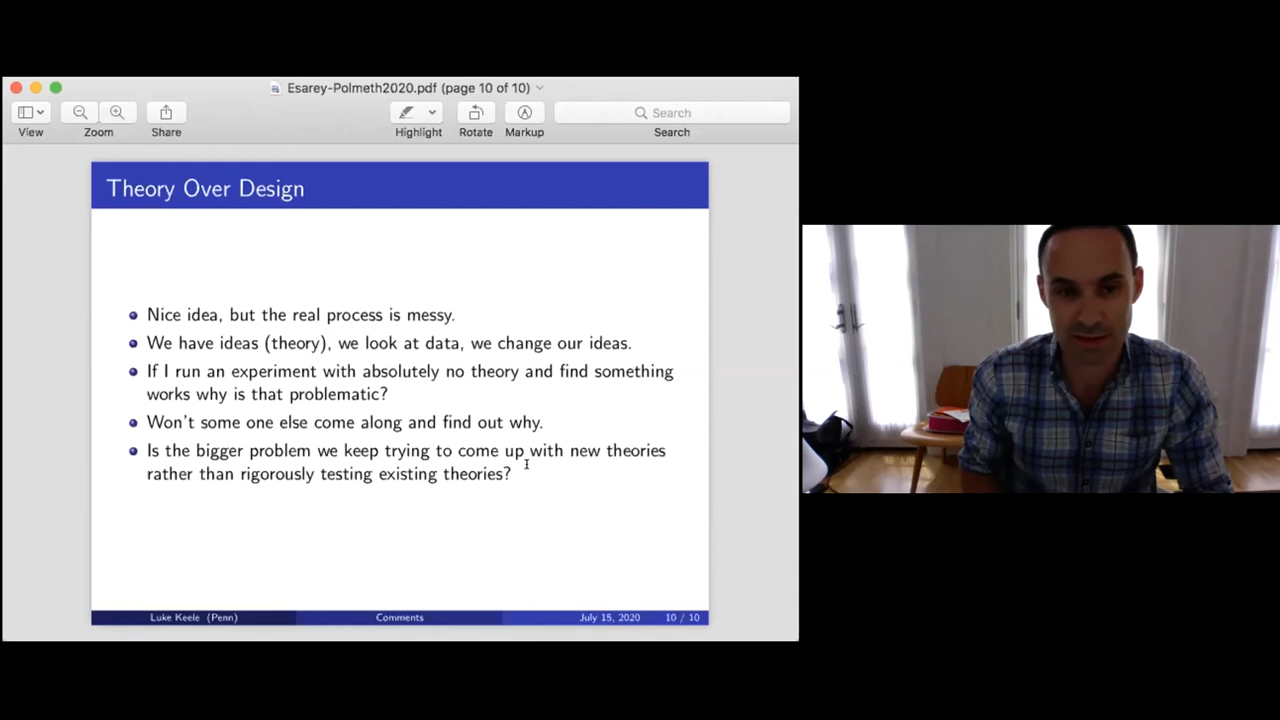 Esarey-Polmeth2020.pdf (page 10 of 10)
View
Zoom
Share
Highlight
Rotate
Markup
Search
Search
Theory Over Design
Nice idea, but the real process is messy.
We have ideas (theory), we look at data, we change our ideas.
If I run an experiment with absolutely no theory and find something
works why is that problematic?
Won't some one else come along and find out why.
Is the bigger problem we keep trying to come up with new theories
rather than rigorously testing existing theories?
Luke Keele (Penn)
Comments
July 15, 2020
10 / 10